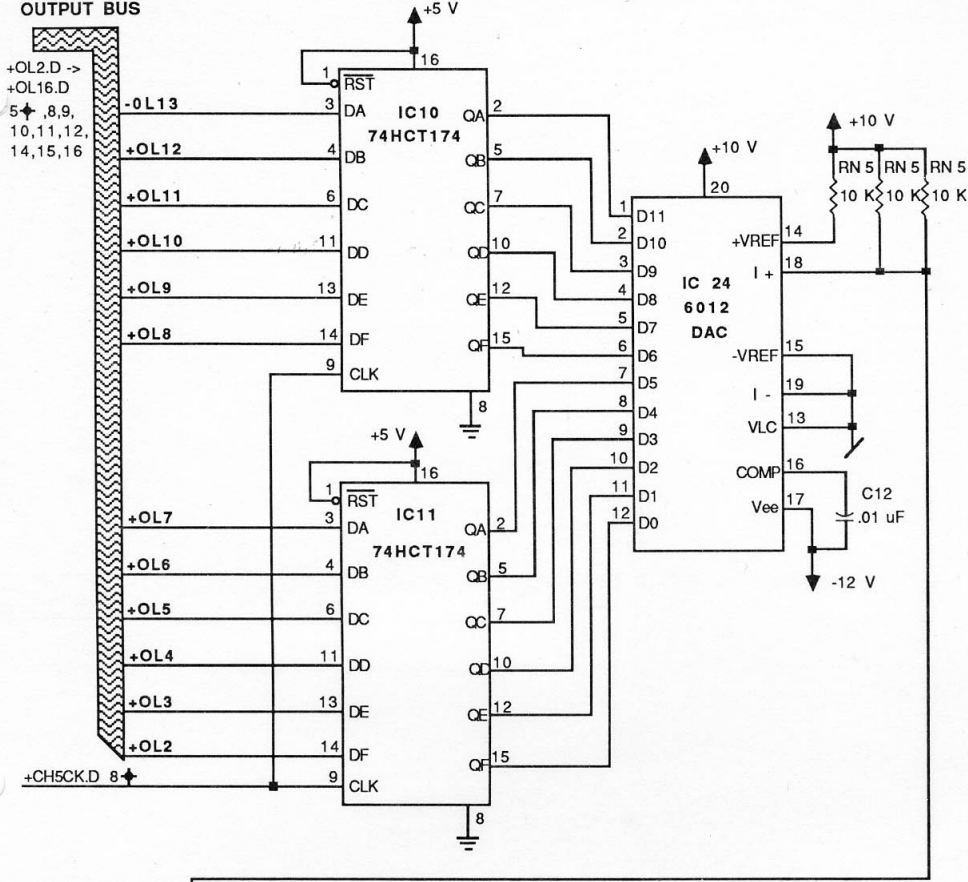 OUTPUT BUS
+OL2.D ->
+OL16.D
5 ,8,9,
10,11,12,
14,15,16
-0L13
+OL12
+OL11
+OL10
+OL9
+OL8
+OL7
+OL6
+OL5
+OL4
+OL3
+OL2
+CH5CK.D 8
+5 V
16
1 RST
3 DA
4 DB
6 DC
11 DD
13 DE
14 DF
9 CLK
IC10
74HCT174
QA 2
QB 5
QC 7
QD 10
QE 12
QF 15
8
+5 V
16
1 RST
3 DA
4 DB
6 DC
11 DD
13 DE
14 DF
9 CLK
IC11
74HCT174
QA 2
QB 5
QC 7
QD 10
QE 12
QF 15
8
+10 V
20
1 D11
2 D10
3 D9
4 D8
5 D7
6 D6
7 D5
8 D4
9 D3
10 D2
11 D1
12 D0
IC 24
6012
DAC
+VREF 14
I + 18
-VREF 15
I - 19
VLC 13
COMP 16
Vee 17
+10 V
RN 5
10 K
RN 5
10 K
RN 5
10 K
C12
.01 uF
-12 V